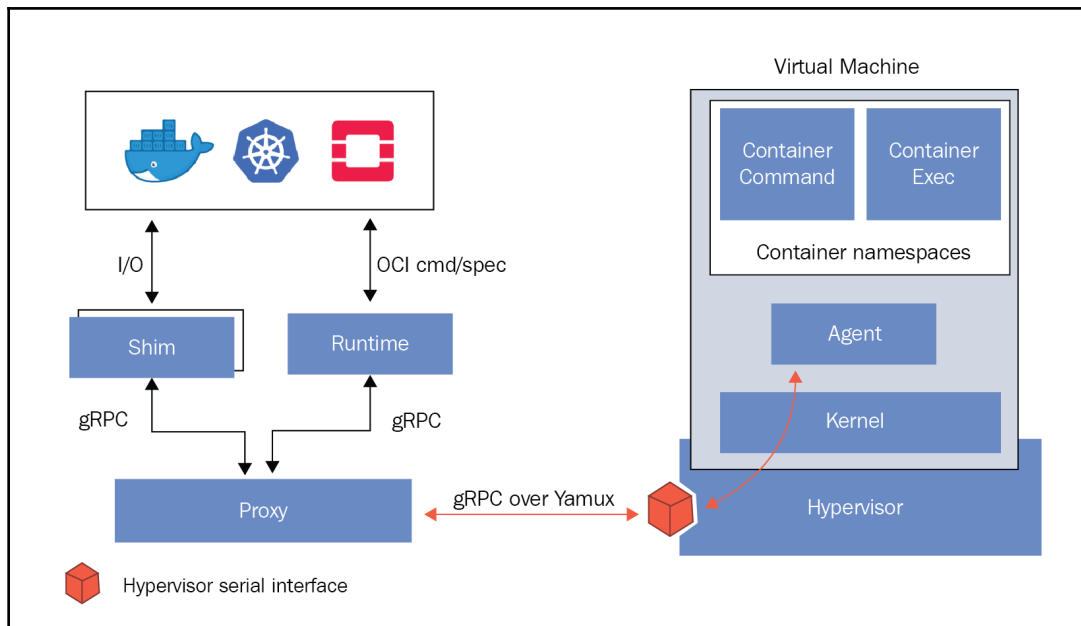 Virtual Machine
Container
Command
Container
Exec
Container namespaces
I/O
OCI cmd/spec
Shim
Runtime
Agent
gRPC
gRPC
Kernel
Proxy
gRPC over Yamux
Hypervisor
Hypervisor serial interface